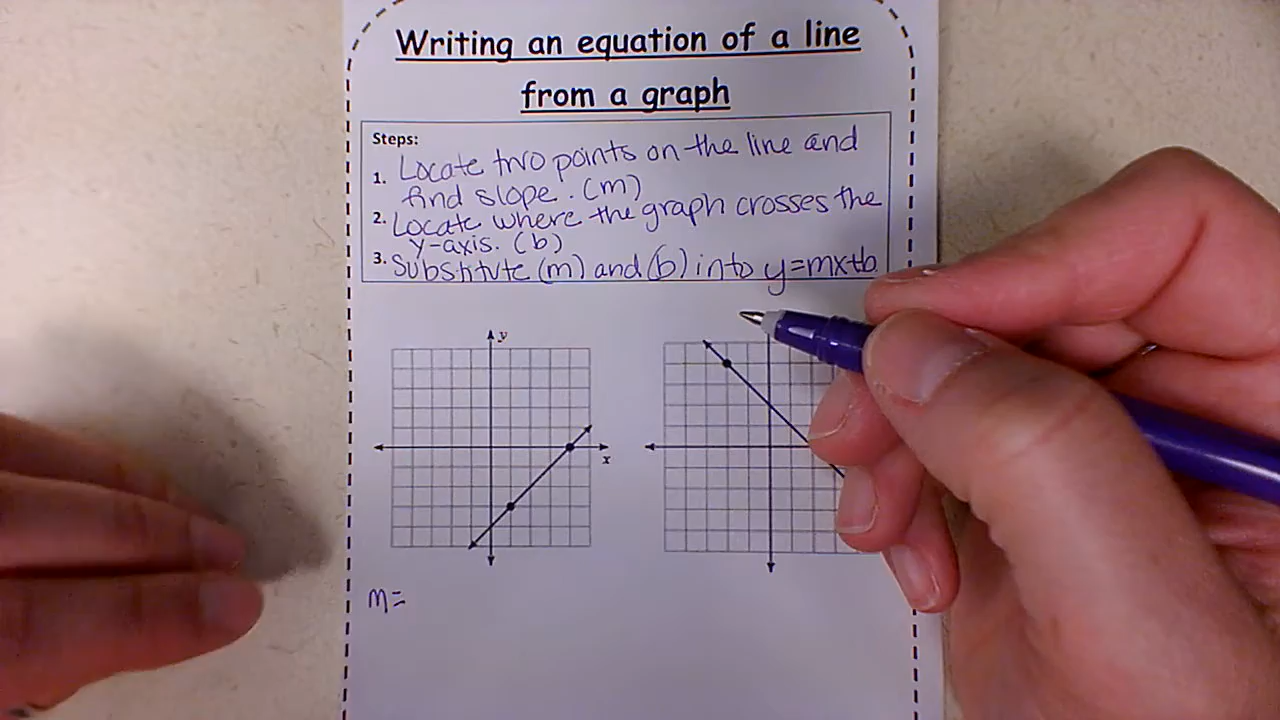 Writing an equation of a line
from a graph
Steps:
1. Locate two points on the line and
find slope. (m)
2. Locate where the graph crosses the
y-axis. (b)
3. Substitute (m) and (b) into y=mx+b.
y
x
m=